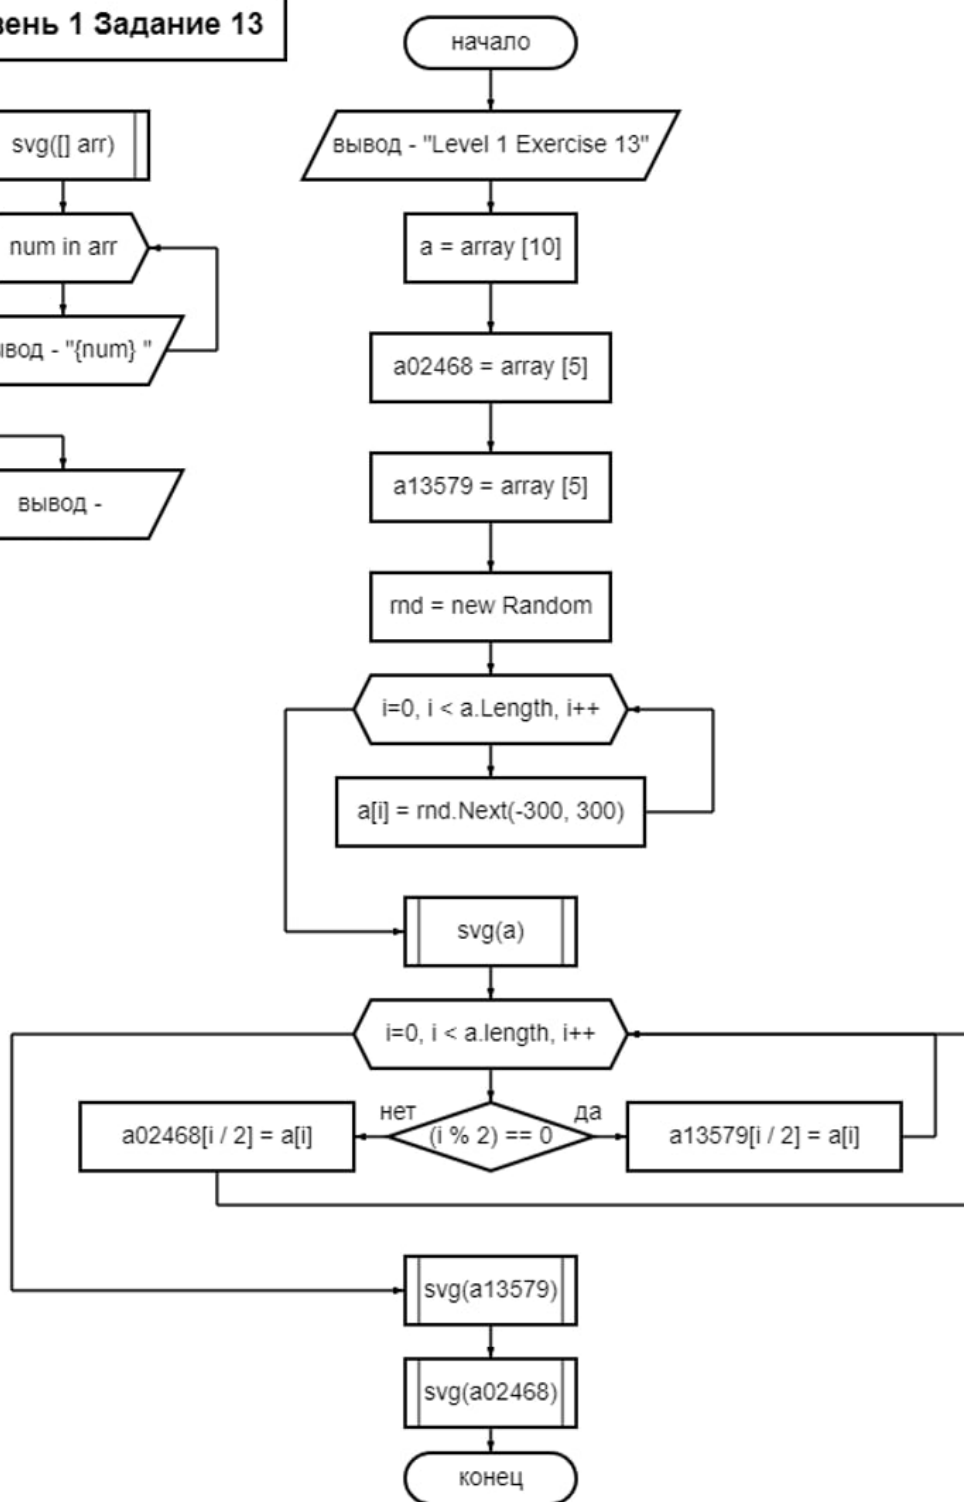 вень 1 Задание 13
svg([] arr)
num in arr
ывод - "{num} "
вывод -
начало
вывод - "Level 1 Exercise 13"
a = array [10]
a02468 = array [5]
a13579 = array [5]
rnd = new Random
i=0, i < a.Length, i++
a[i] = rnd.Next(-300, 300)
svg(a)
i=0, i < a.length, i++
нет
да
a02468[i / 2] = a[i]
(i % 2) == 0
a13579[i / 2] = a[i]
svg(a13579)
svg(a02468)
конец